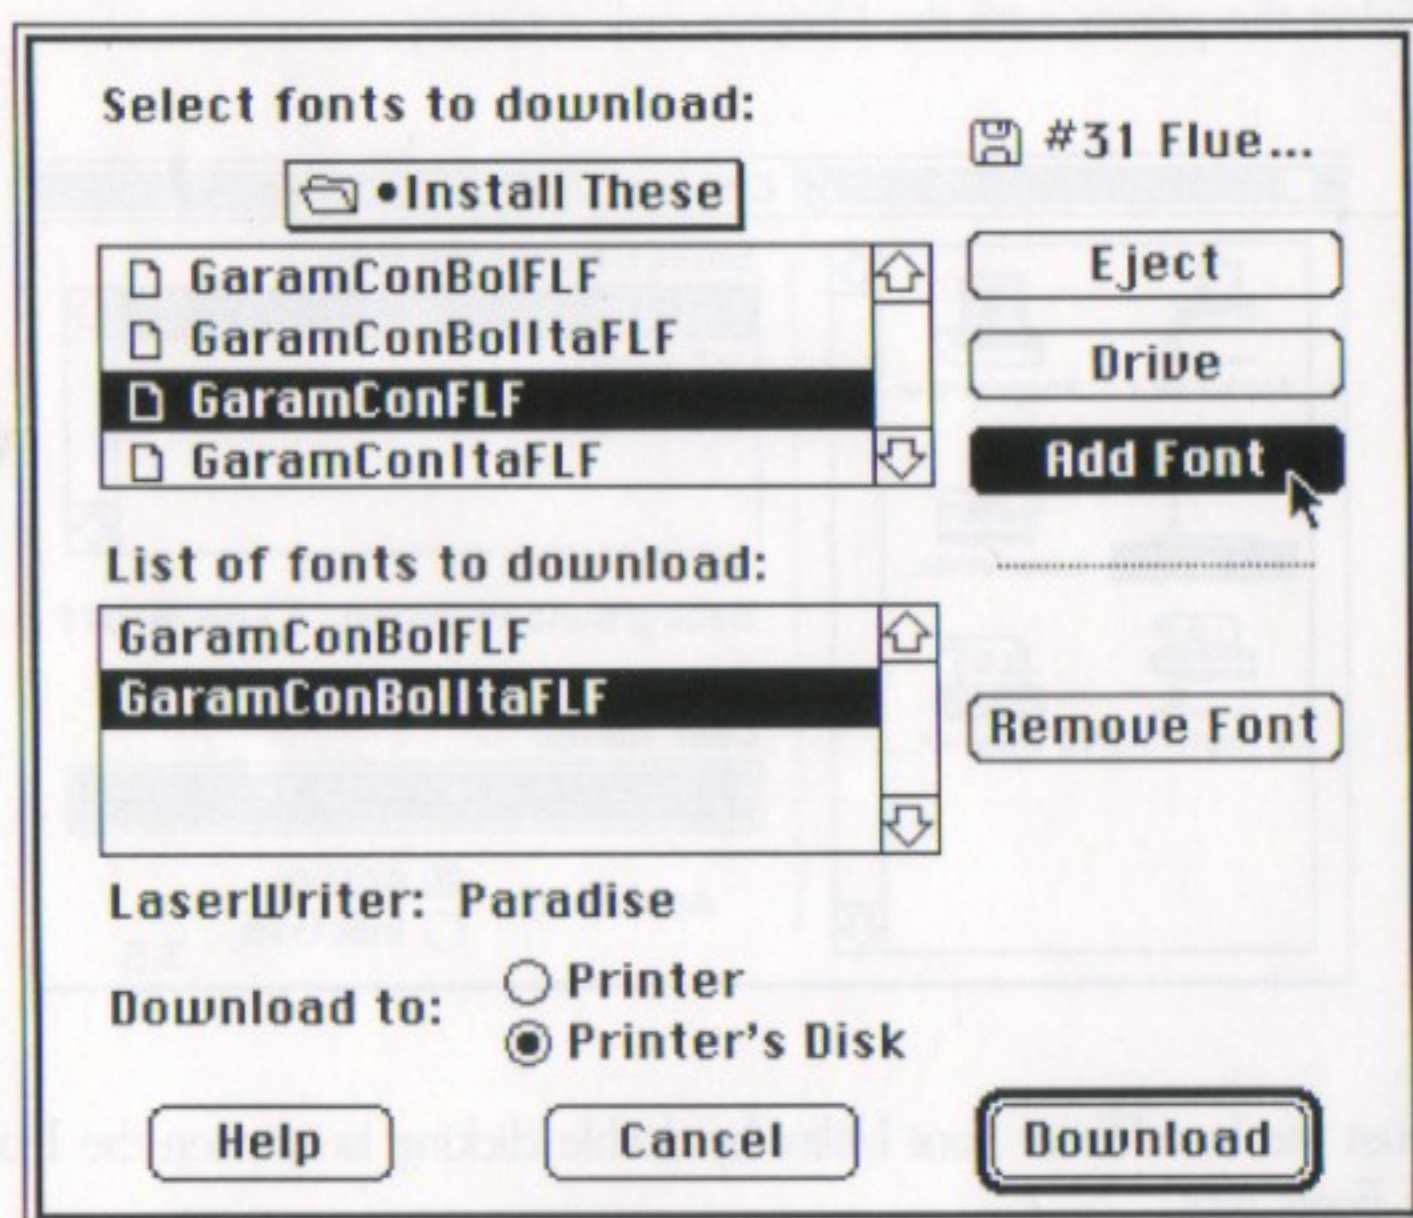 Select fonts to download:
#31 Flue...
•Install These
GaramConBolFLF
GaramConBolItaFLF
GaramConFLF
GaramConItaFLF
Eject
Drive
Add Font
List of fonts to download:
GaramConBolFLF
GaramConBolItaFLF
Remove Font
LaserWriter: Paradise
Download to:
Printer
Printer's Disk
Help
Cancel
Download